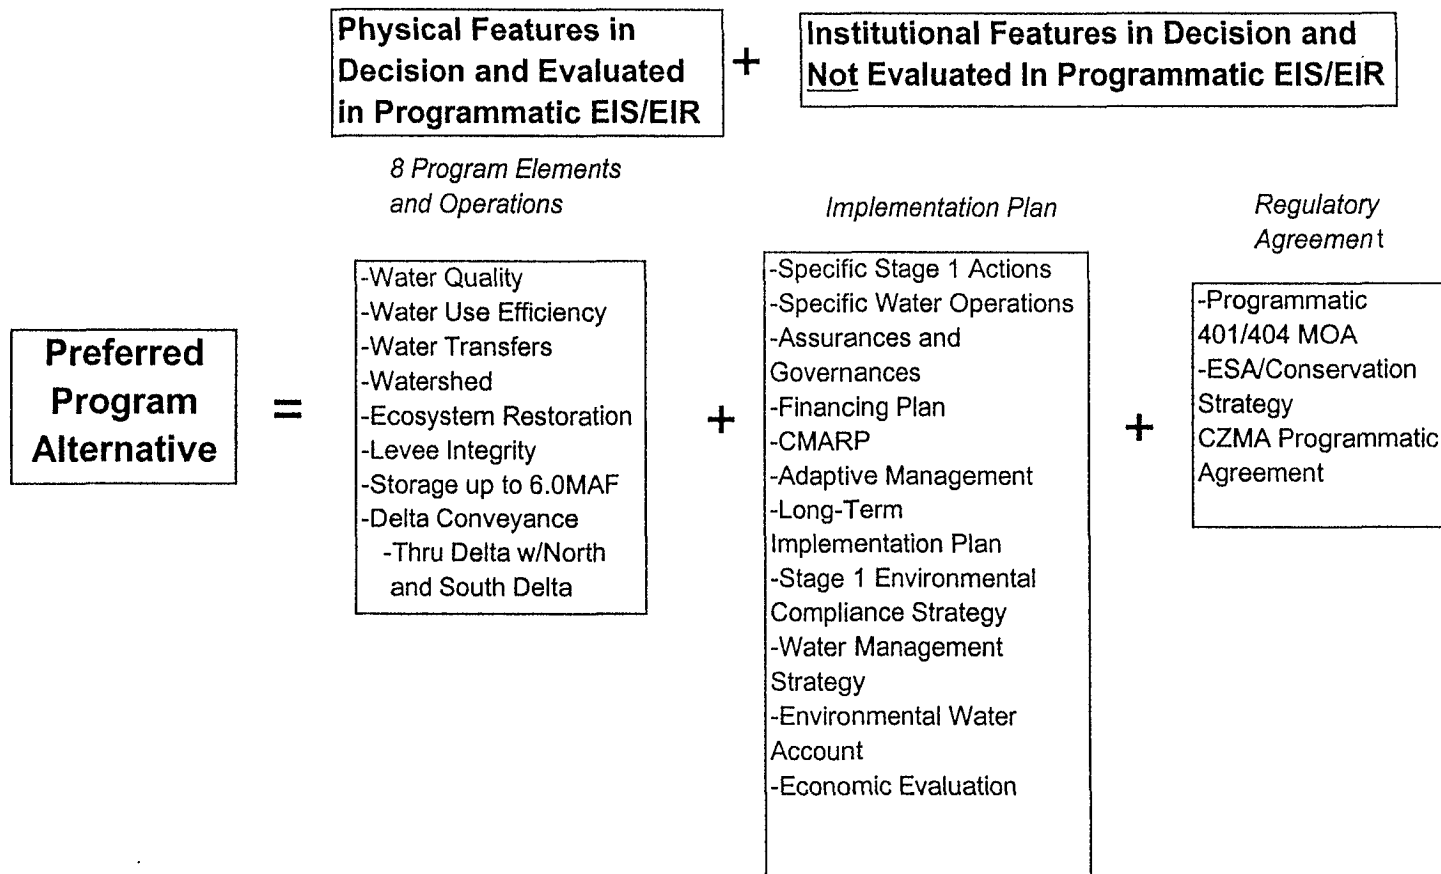 Physical Features in
Decision and Evaluated
in Programmatic EIS/EIR
+
Institutional Features in Decision and
Not Evaluated In Programmatic EIS/EIR
8 Program Elements
and Operations
Implementation Plan
Regulatory
Agreement
Preferred
Program
Alternative
=
-Water Quality
-Water Use Efficiency
-Water Transfers
-Watershed
-Ecosystem Restoration
-Levee Integrity
-Storage up to 6.0MAF
-Delta Conveyance
-Thru Delta w/North
and South Delta
+
-Specific Stage 1 Actions
-Specific Water Operations
-Assurances and
Governances
-Financing Plan
-CMARP
-Adaptive Management
-Long-Term
Implementation Plan
-Stage 1 Environmental
Compliance Strategy
-Water Management
Strategy
-Environmental Water
Account
-Economic Evaluation
+
-Programmatic
401/404 MOA
-ESA/Conservation
Strategy
CZMA Programmatic
Agreement